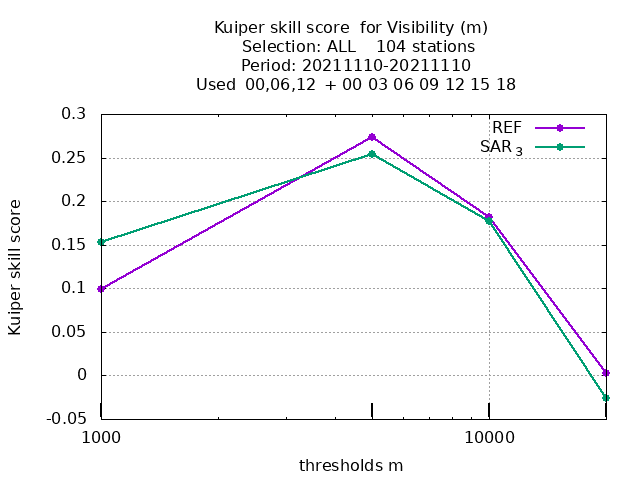 Kuiper skill score  for Visibility (m)
Selection: ALL    104 stations
Period: 20211110-20211110
Used  00,06,12  + 00 03 06 09 12 15 18
0.3
0.25
0.2
0.15
0.1
0.05
0
-0.05
Kuiper skill score
REF
SAR 3
1000
10000
thresholds m